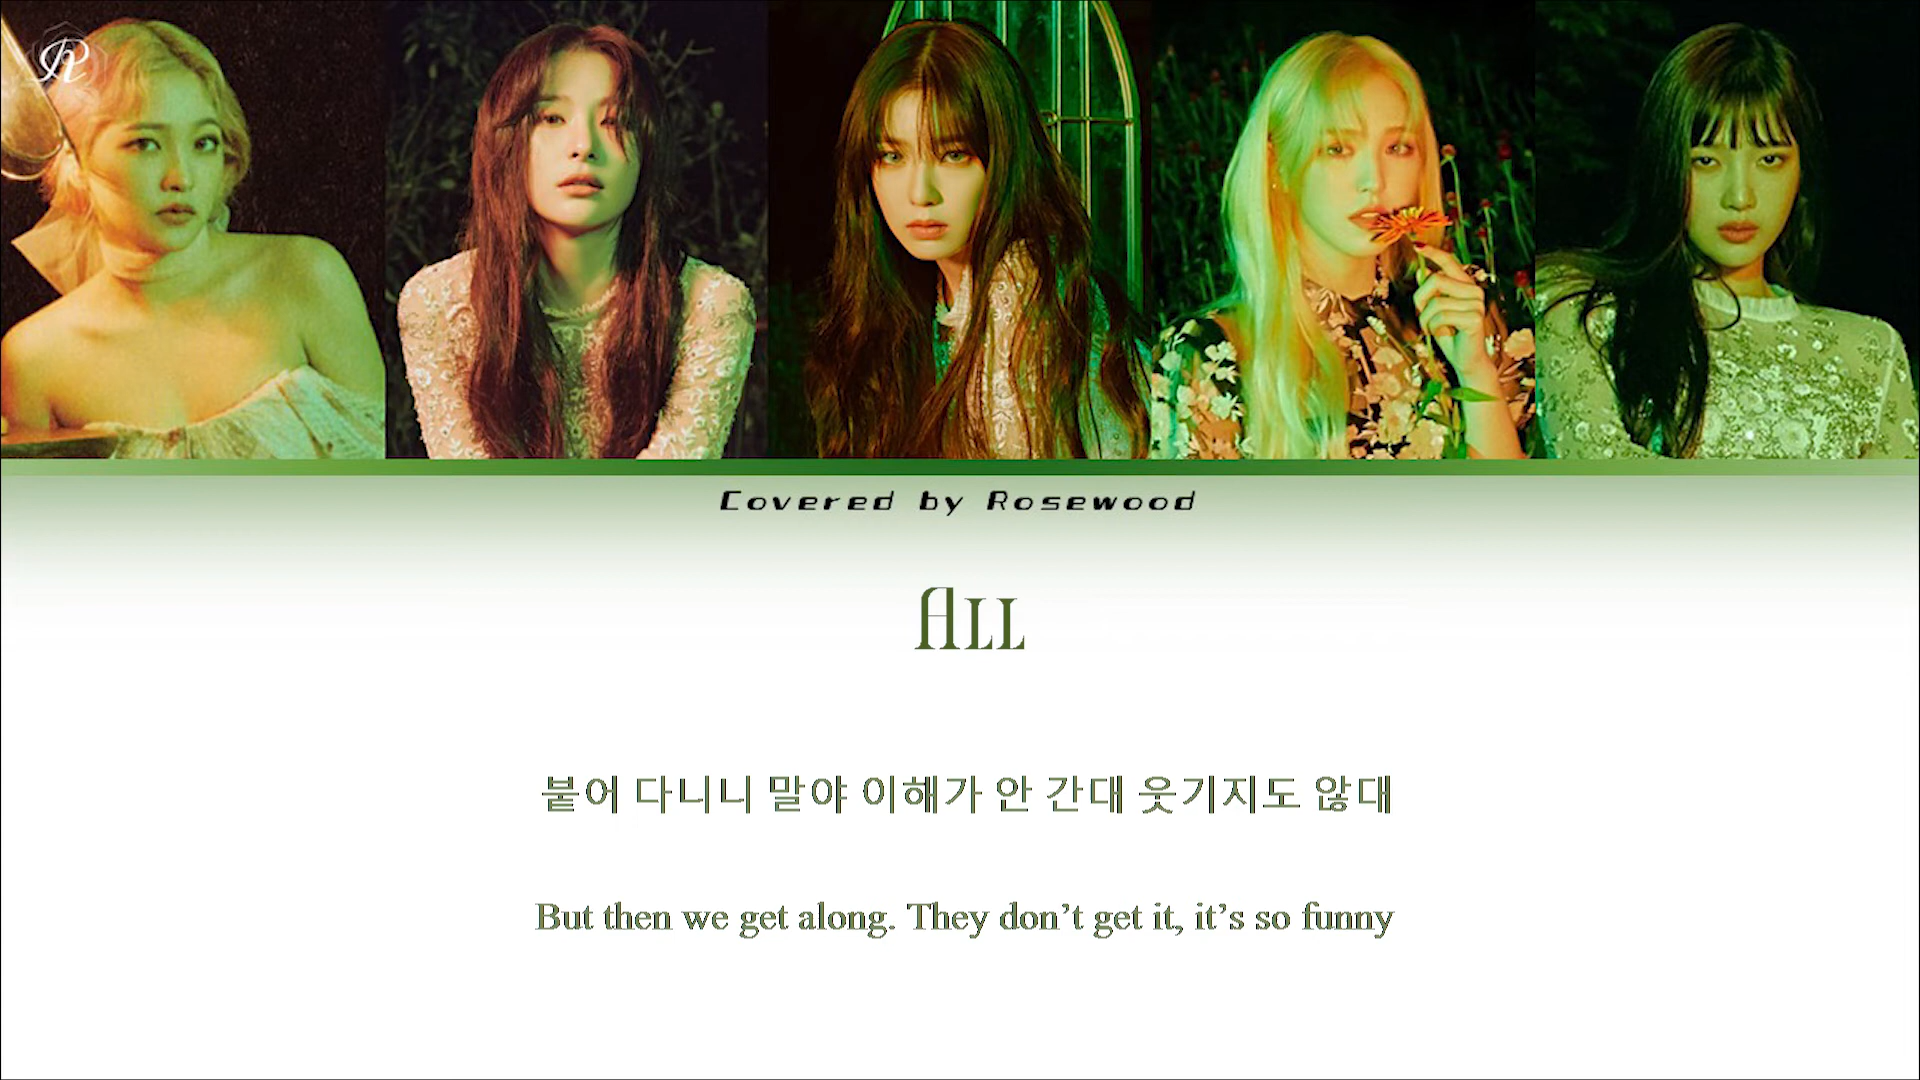 R
Covered by Rosewood
ALL
붙어 다니니 말야 이해가 안 간대 웃기지도 않대
But then we get along. They don’t get it, it’s so funny